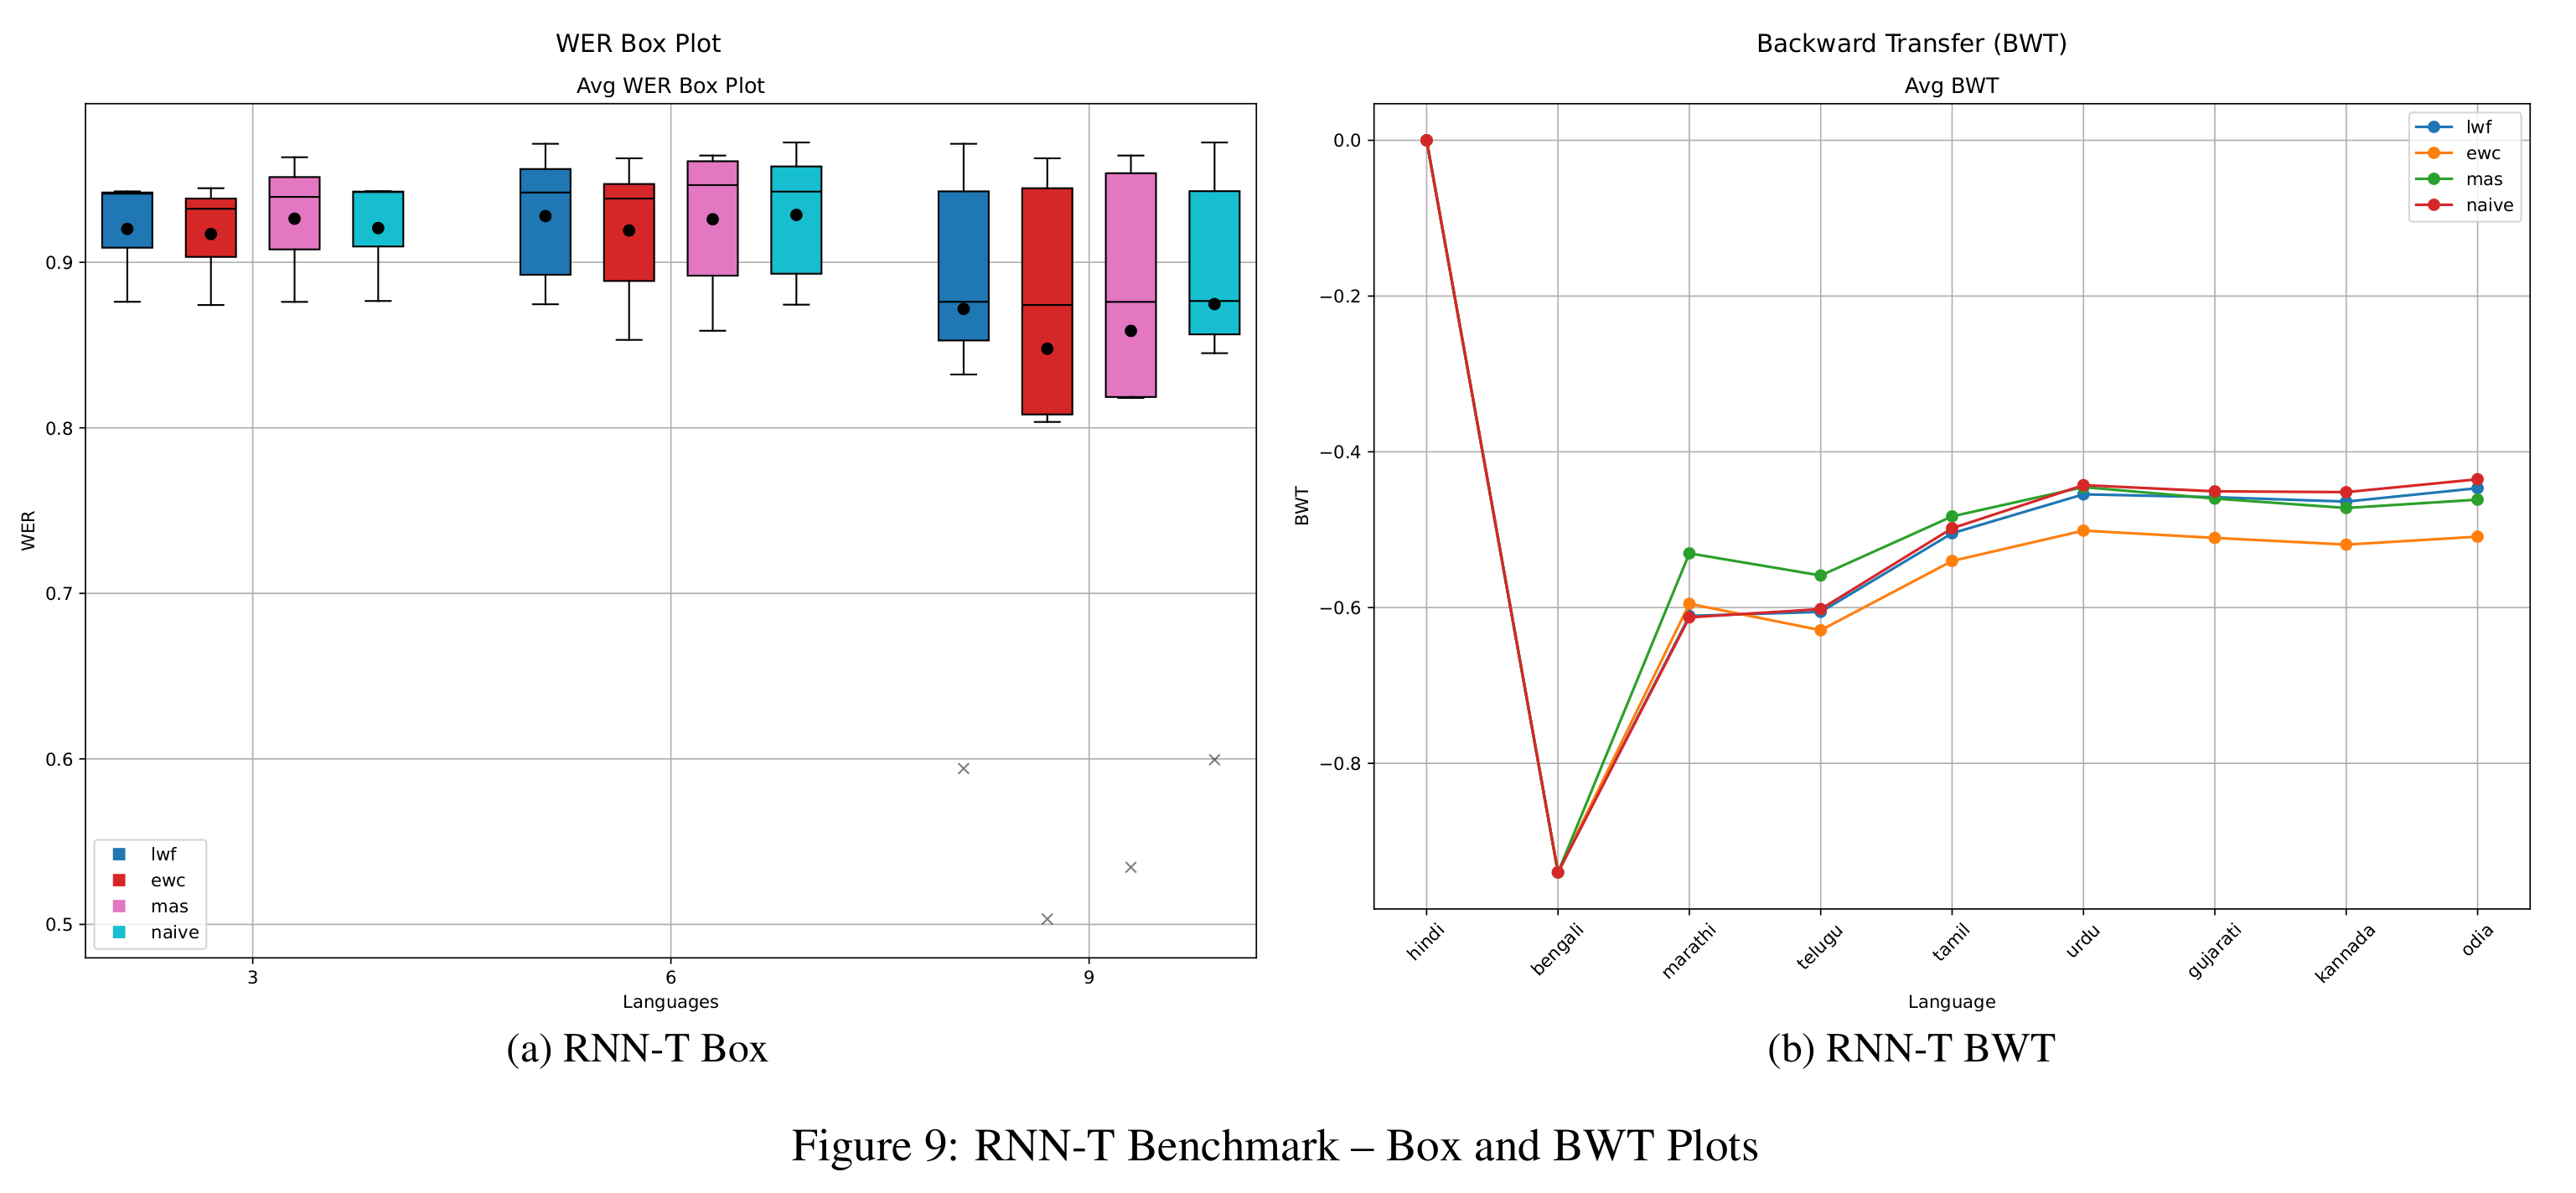 WER Box Plot
Avg WER Box Plot
0.9
0.8
0.7
0.6
0.5
WER
lwf
ewc
mas
naive
3
6
9
Languages
(a) RNN-T Box
Backward Transfer (BWT)
Avg BWT
0.0
−0.2
−0.4
−0.6
−0.8
BWT
lwf
ewc
mas
naive
hindi
bengali
marathi
telugu
tamil
urdu
gujarati
kannada
odia
Language
(b) RNN-T BWT
Figure 9: RNN-T Benchmark – Box and BWT Plots